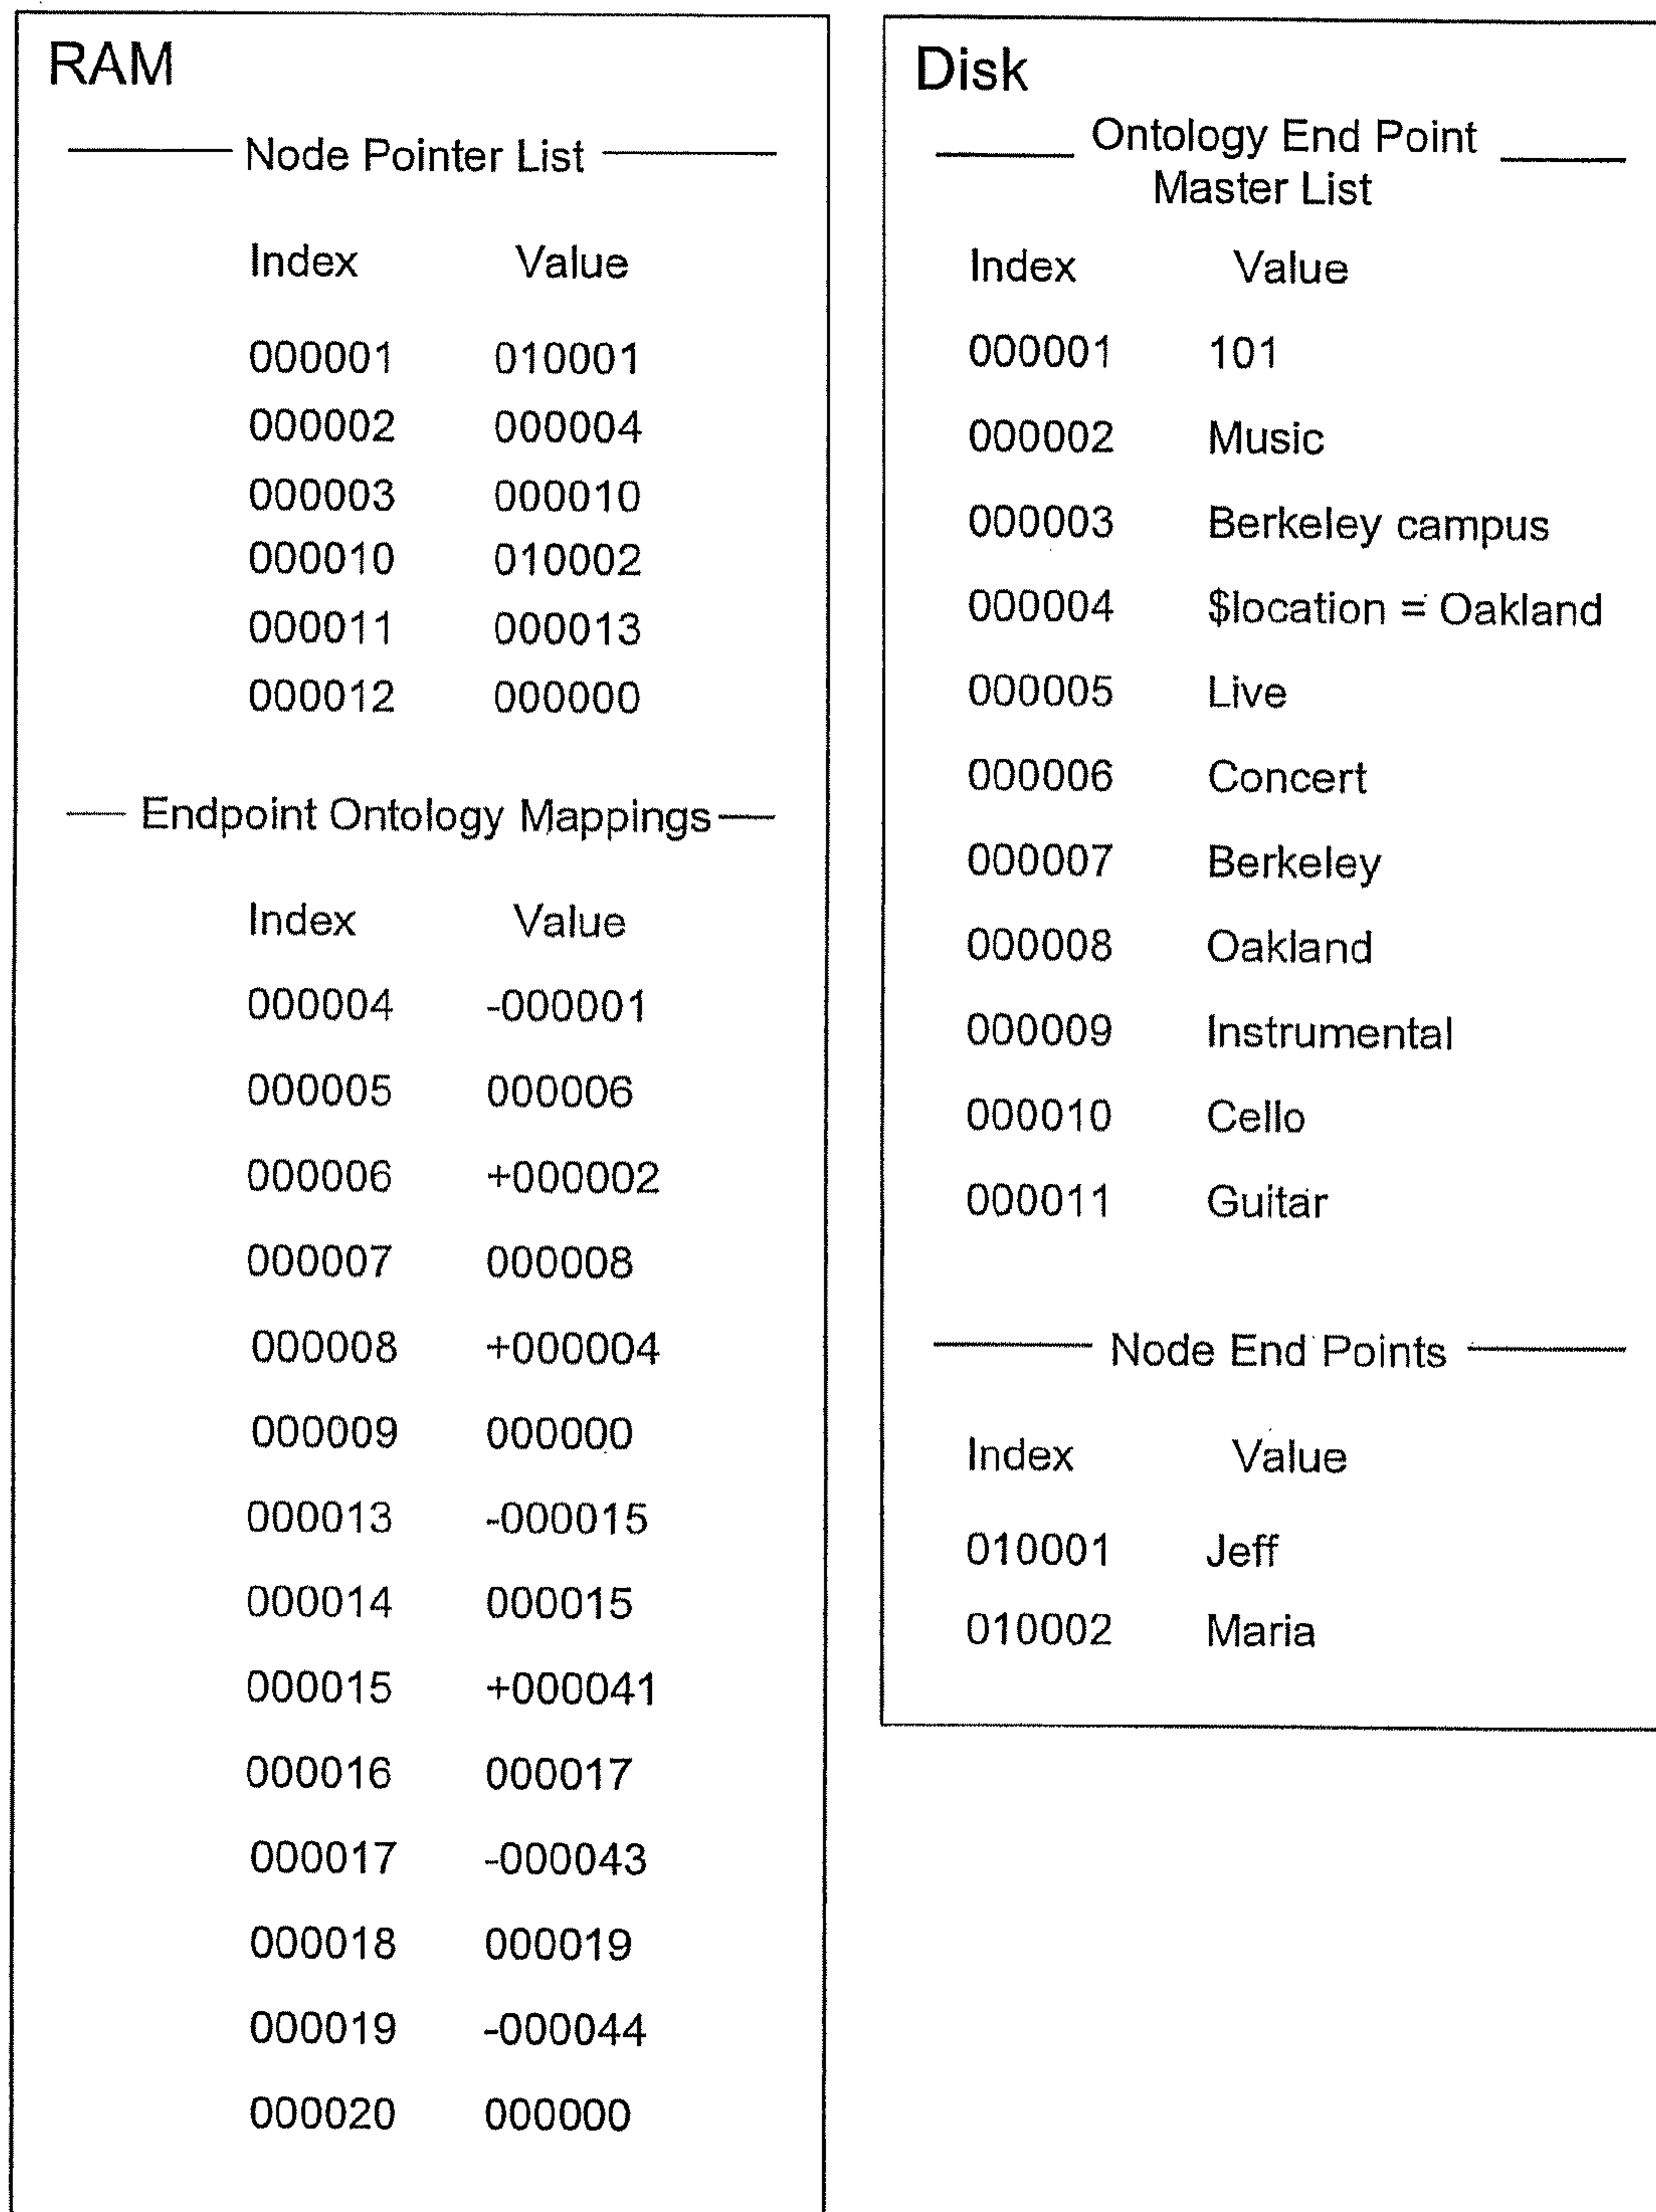 RAM
Node Pointer List
Index Value
000001 010001
000002 000004
000003 000010
000010 010002
000011 000013
000012 000000
Endpoint Ontology Mappings
Index Value
000004 -000001
000005 000006
000006 +000002
000007 000008
000008 +000004
000009 000000
000013 -000015
000014 000015
000015 +000041
000016 000017
000017 -000043
000018 000019
000019 -000044
000020 000000
Disk
Ontology End Point
Master List
Index Value
000001 101
000002 Music
000003 Berkeley campus
000004 $location = Oakland
000005 Live
000006 Concert
000007 Berkeley
000008 Oakland
000009 Instrumental
000010 Cello
000011 Guitar
Node End Points
Index Value
010001 Jeff
010002 Maria